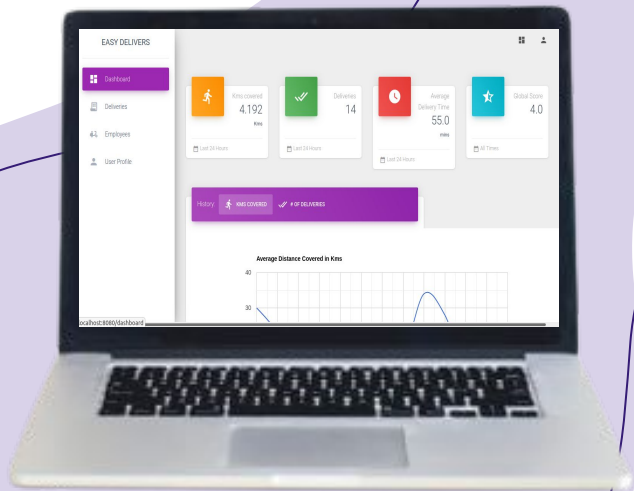 EASY DELIVERS
Dashboard
Deliveries
Employees
User Profile
Kms covered
4.192
Kms
Last 24 Hours
Deliveries
14
Last 24 Hours
Average
Delivery Time
55.0
mins
Last 24 Hours
Global Score
4.0
All Times
History:
KMS COVERED
# OF DELIVERIES
Average Distance Covered in Kms
40
30
ocalhost:8080/dashboard